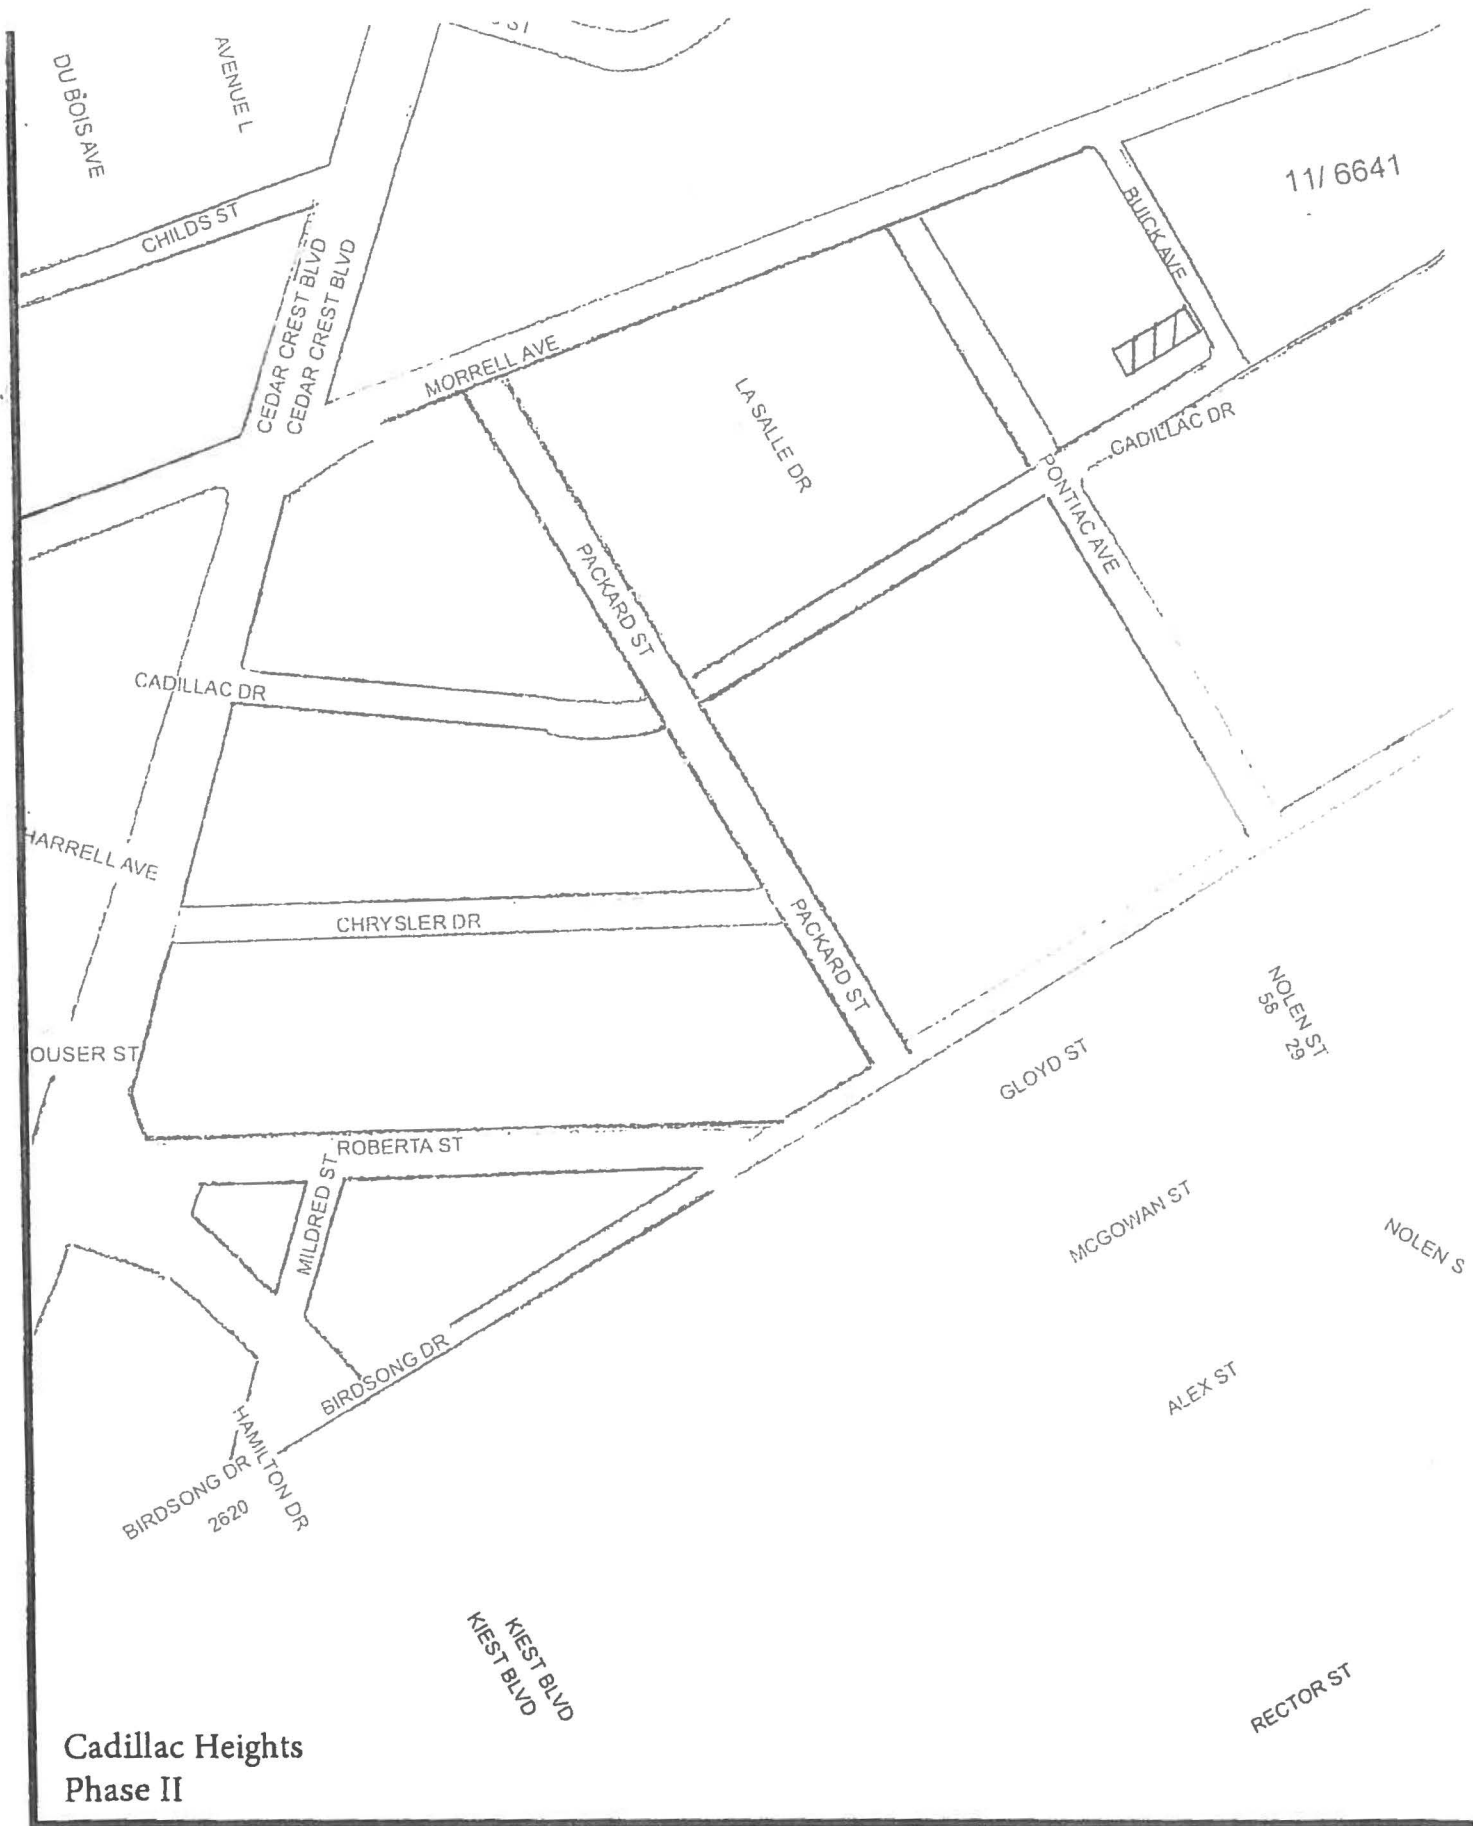 ST
DU BOIS AVE
AVENUE L
11/ 6641
CHILDS ST
BUICK AVE
CEDAR CREST BLVD
CEDAR CREST BLVD
MORRELL AVE
LA SALLE DR
CADILLAC DR
PONTIAC AVE
PACKARD ST
CADILLAC DR
HARRELL AVE
CHRYSLER DR
PACKARD ST
NOLEN ST
58 29
OUSER ST
GLOYD ST
ROBERTA ST
MILDRED ST
MCGOWAN ST
NOLEN S
BIRDSONG DR
ALEX ST
HAMILTON DR
BIRDSONG DR
2620
KIEST BLVD
KIEST BLVD
RECTOR ST
Cadillac Heights
Phase II